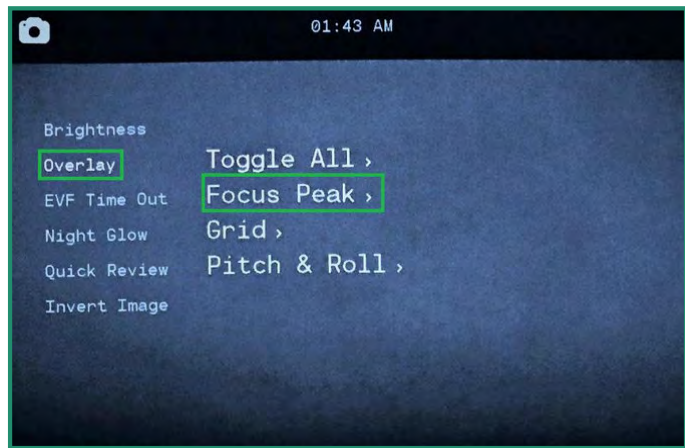 01:43 AM
Brightness
Overlay
EVF Time Out
Night Glow
Quick Review
Invert Image
Toggle All ›
Focus Peak ›
Grid ›
Pitch & Roll ›